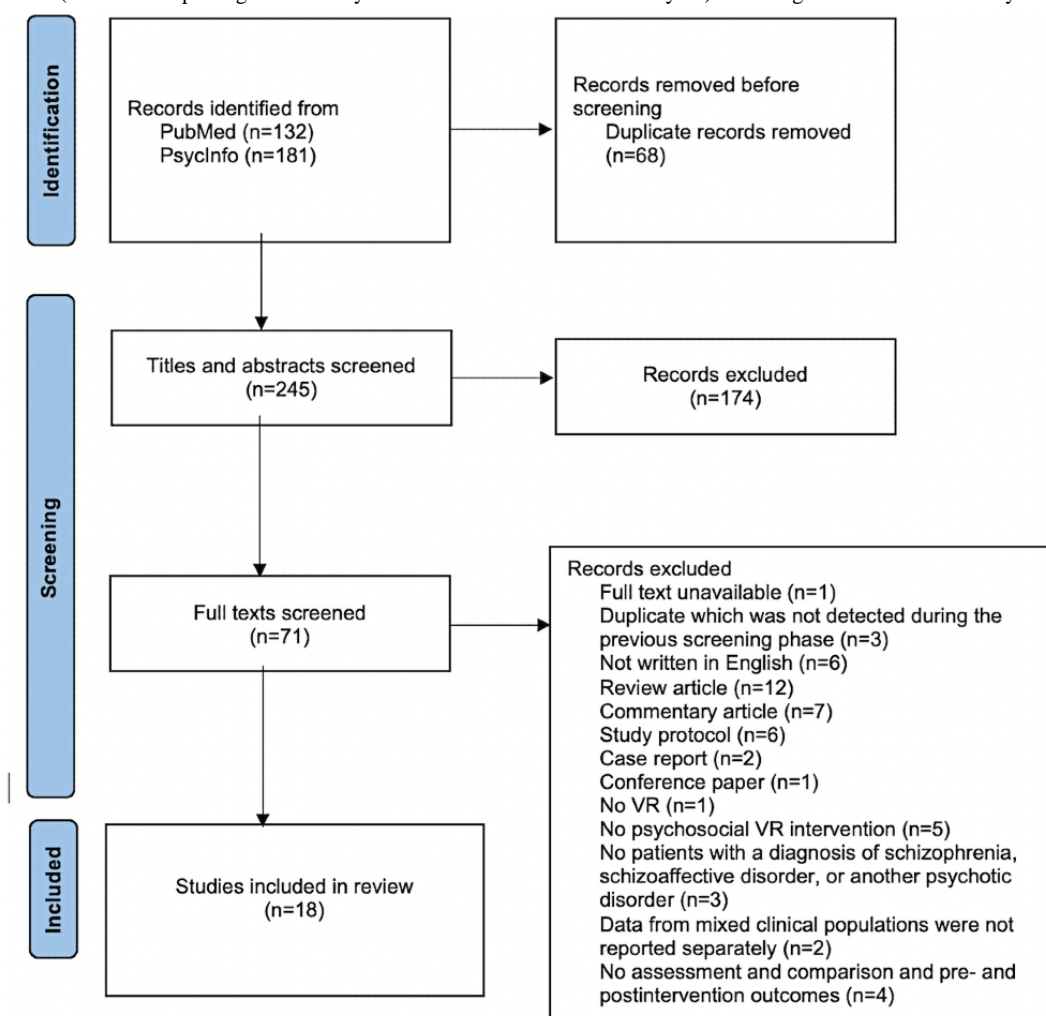 Identification
Records identified from
PubMed (n=132)
PsycInfo (n=181)
Records removed before
screening
Duplicate records removed
(n=68)
Screening
Titles and abstracts screened
(n=245)
Records excluded
(n=174)
Full texts screened
(n=71)
Records excluded
Full text unavailable (n=1)
Duplicate which was not detected during the
previous screening phase (n=3)
Not written in English (n=6)
Review article (n=12)
Commentary article (n=7)
Study protocol (n=6)
Case report (n=2)
Conference paper (n=1)
No VR (n=1)
No psychosocial VR intervention (n=5)
No patients with a diagnosis of schizophrenia,
schizoaffective disorder, or another psychotic
disorder (n=3)
Data from mixed clinical populations were not
reported separately (n=2)
No assessment and comparison and pre- and
postintervention outcomes (n=4)
Included
Studies included in review
(n=18)